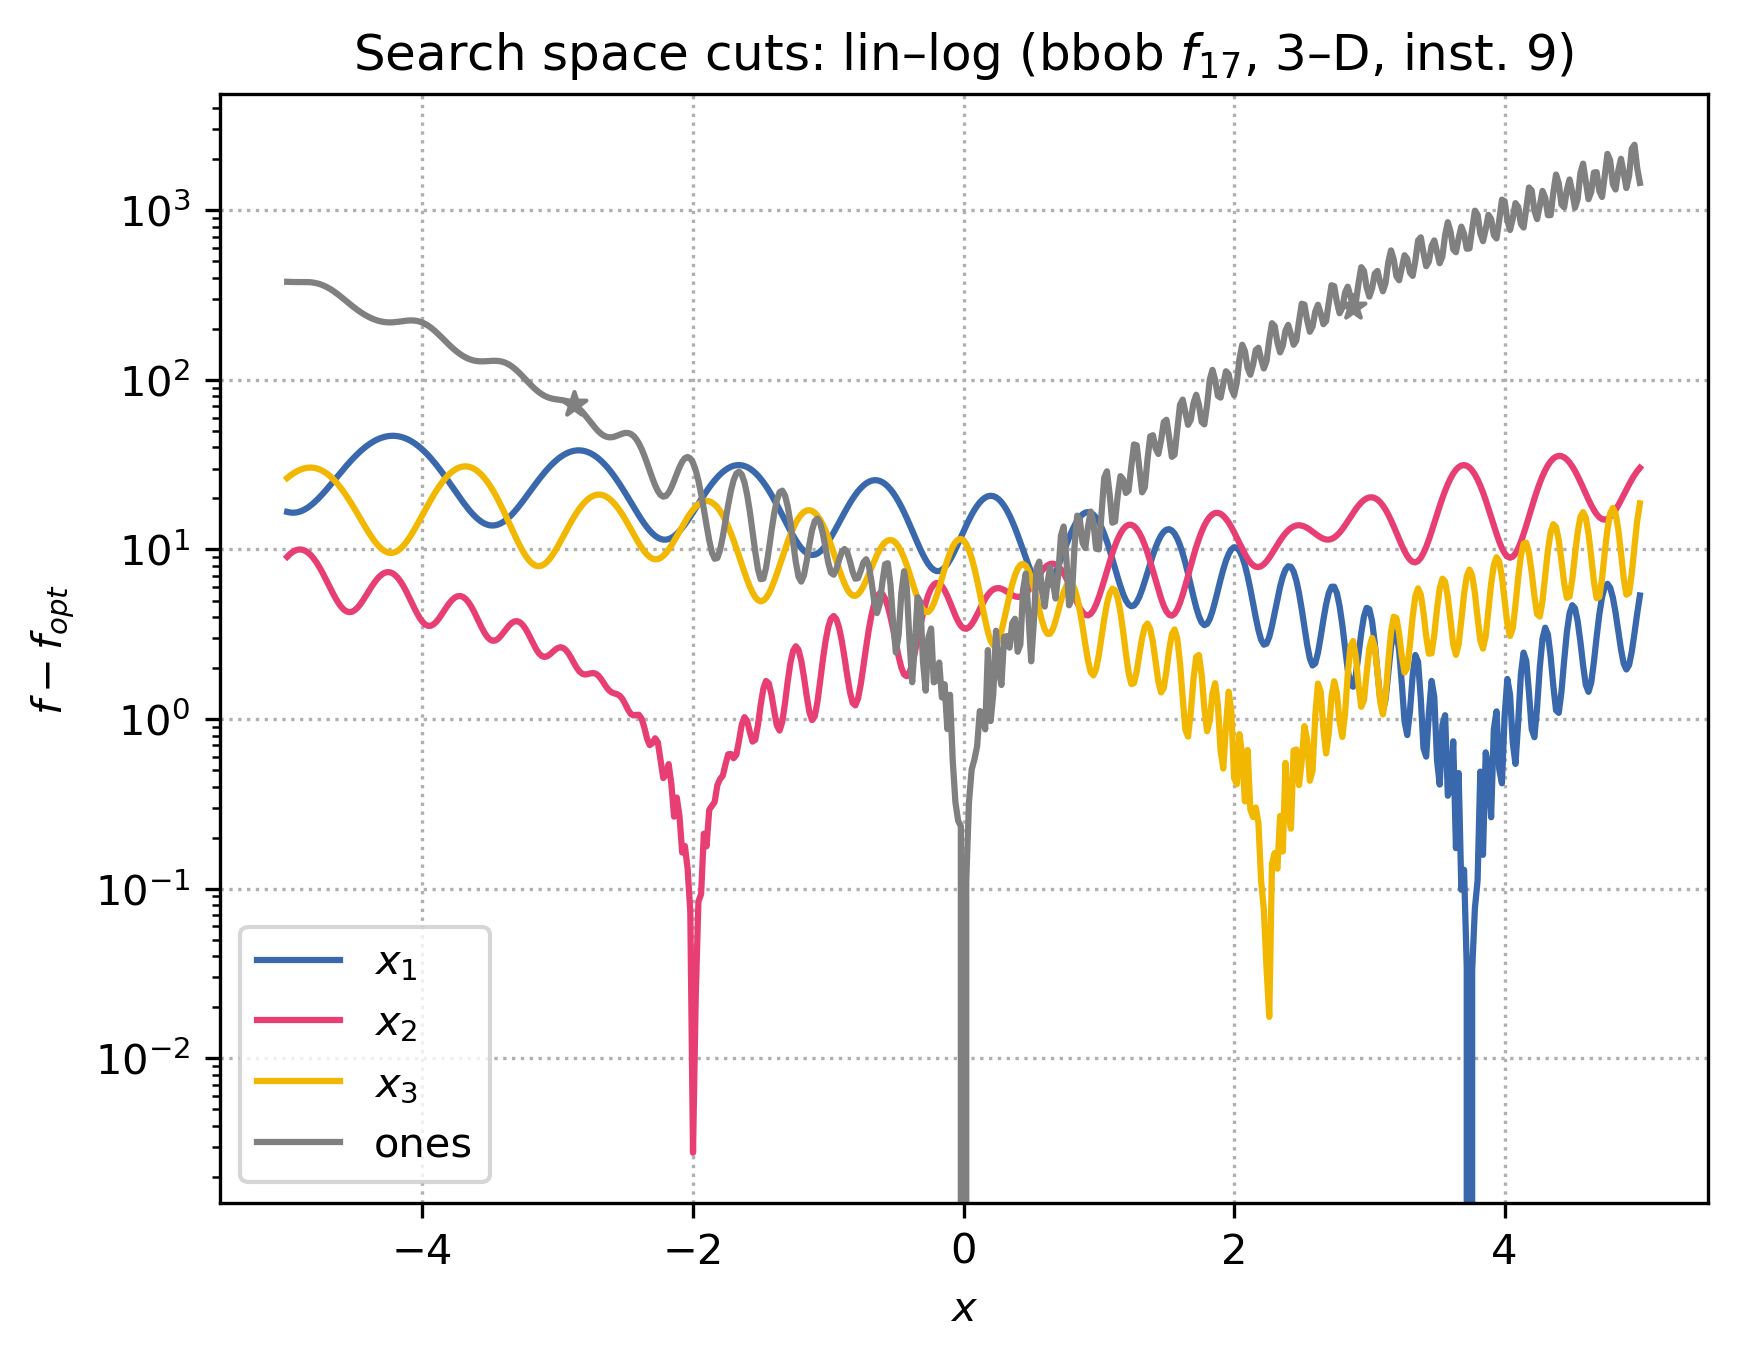 Search space cuts: lin–log (bbob f17, 3–D, inst. 9)
f − fopt
10^3
10^2
10^1
10^0
10^−1
10^−2
x1
x2
x3
ones
−4 −2 0 2 4
x